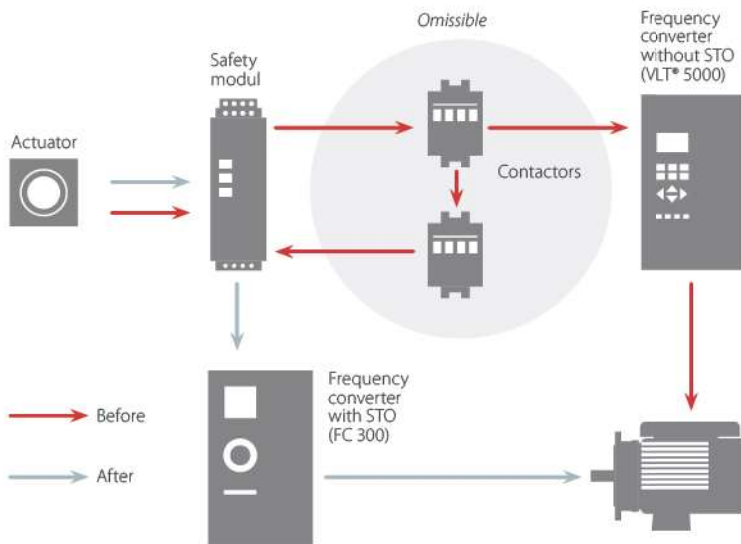 Omissible
Frequency
converter
without STO
(VLT® 5000)
Safety
modul
Actuator
Contactors
Frequency
converter
with STO
(FC 300)
Before
After